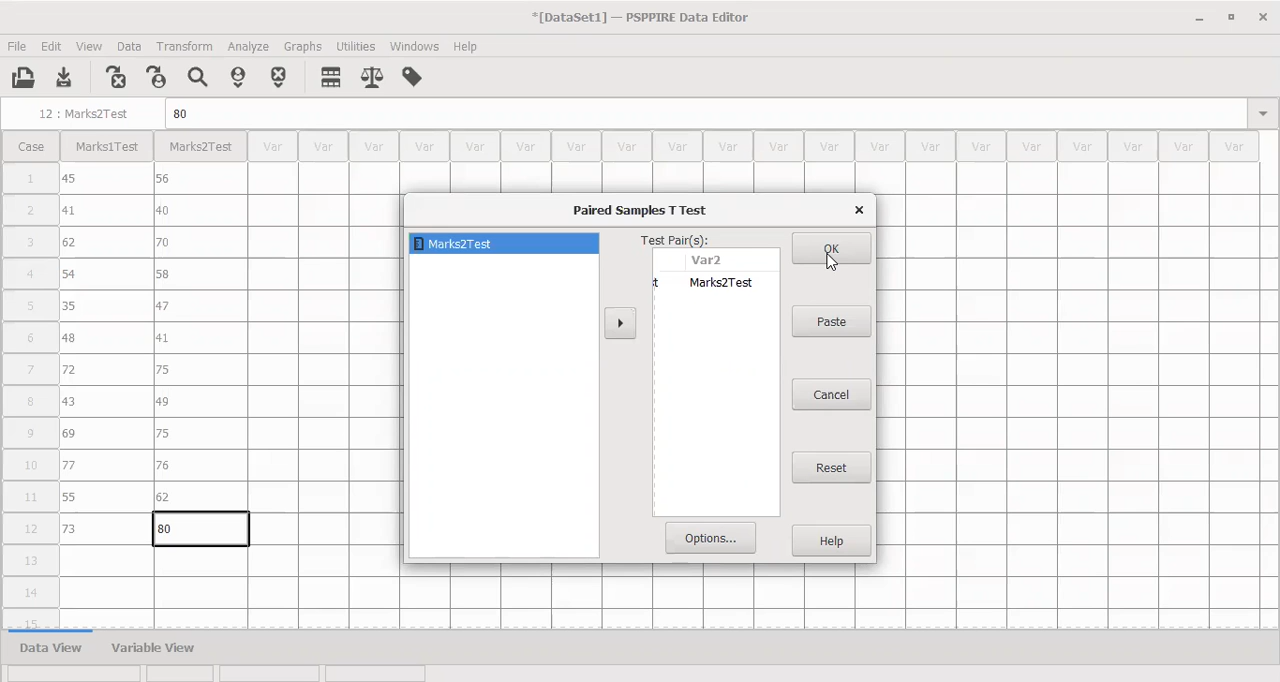 *[DataSet1] — PSPPIRE Data Editor
File Edit View Data Transform Analyze Graphs Utilities Windows Help
12 : Marks2Test 80
Case Marks1Test Marks2Test Var Var Var Var Var Var Var Var Var Var Var Var Var Var Var Var Var Var Var Var
1 45 56
2 41 40
3 62 70
4 54 58
5 35 47
6 48 41
7 72 75
8 43 49
9 69 75
10 77 76
11 55 62
12 73 80
13
14
15
Paired Samples T Test
Marks2Test
Test Pair(s):
Var2
t Marks2Test
OK
Paste
Cancel
Reset
Options... Help
Data View Variable View